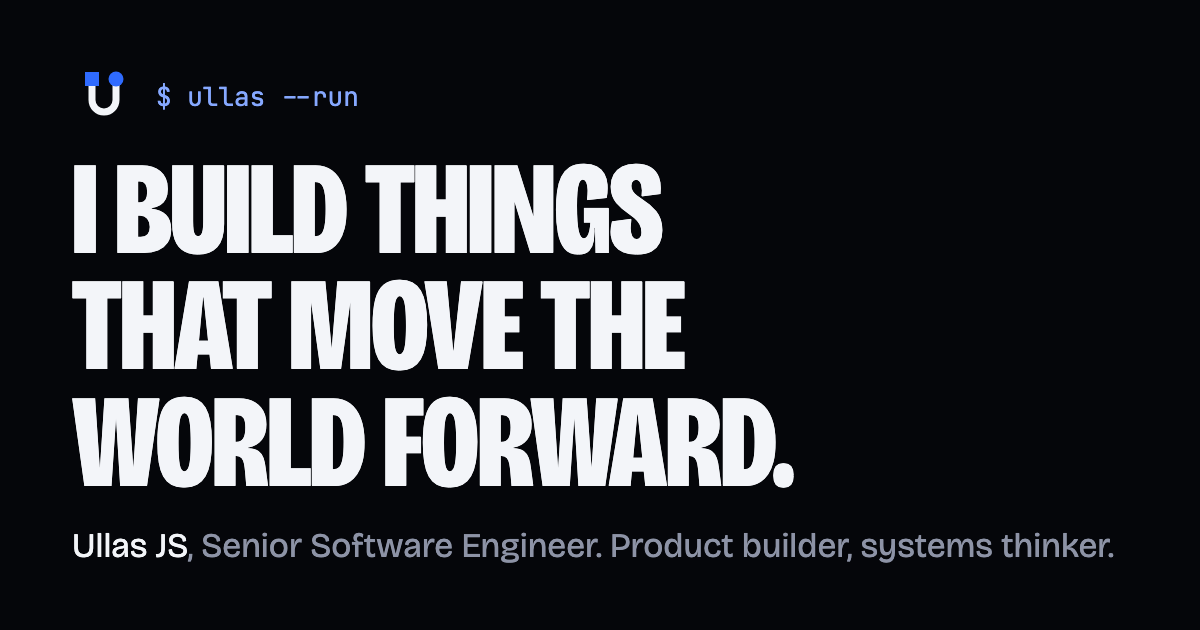 $ ullas --run
I BUILD THINGS
THAT MOVE THE
WORLD FORWARD.
Ullas JS, Senior Software Engineer. Product builder, systems thinker.